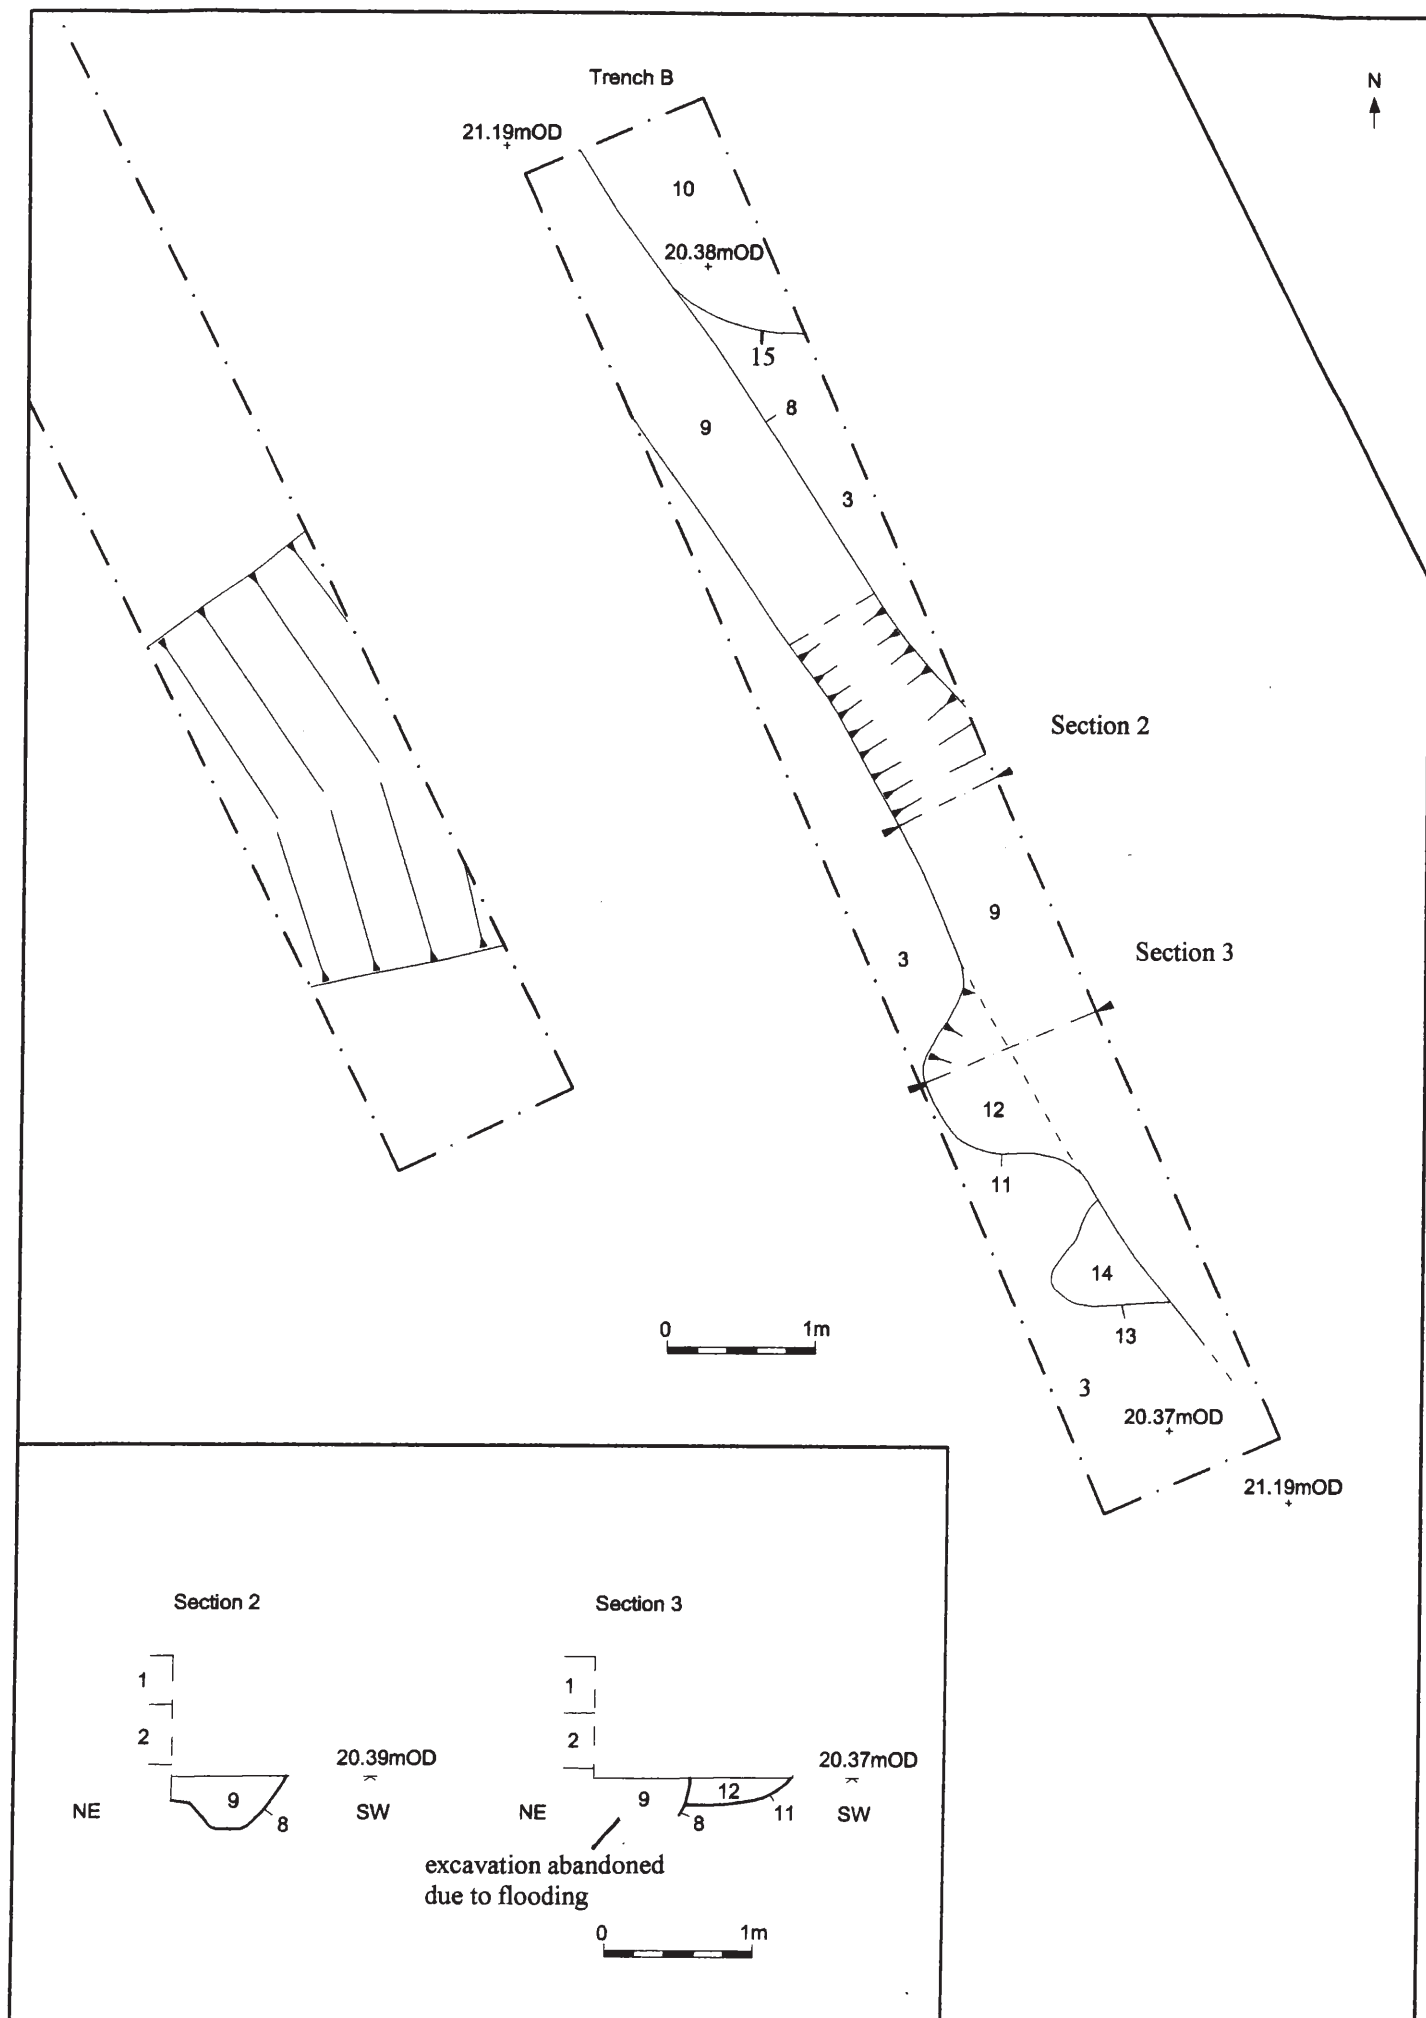 Trench B
N
21.19mOD
10
20.38mOD
15
8
9
3
Section 2
9
3
Section 3
12
11
14
13
0 1m
3
20.37mOD
21.19mOD
Section 2
Section 3
1
1
2
2
20.39mOD
20.37mOD
9
8
NE
SW
9
12
8
11
NE
SW
excavation abandoned
due to flooding
0 1m